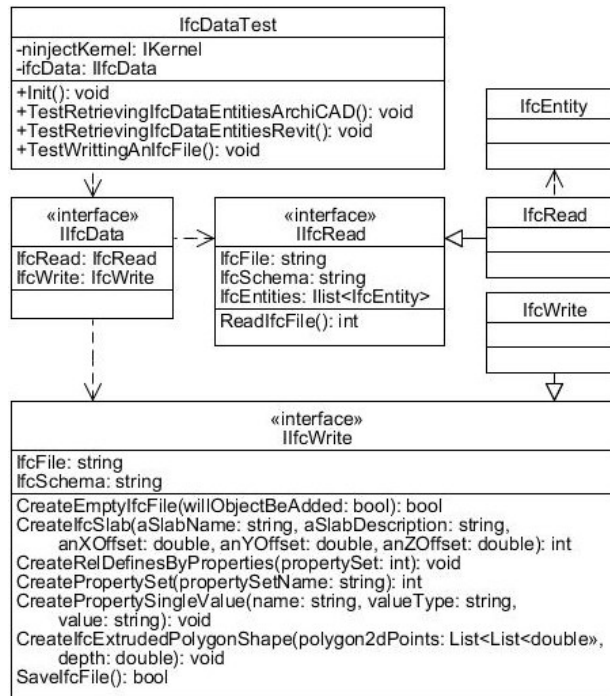 IfcDataTest
-ninjectKernel: IKernel
-ifcData: IIfcData
+Init(): void
+TestRetrievingIfcDataEntitiesArchiCAD(): void
+TestRetrievingIfcDataEntitiesRevit(): void
+TestWrittingAnIfcFile(): void
IfcEntity
«interface»
IIfcData
IfcRead: IfcRead
IfcWrite: IfcWrite
«interface»
IIfcRead
IfcFile: string
IfcSchema: string
IfcEntities: Ilist<IfcEntity>
ReadIfcFile(): int
IfcRead
IfcWrite
«interface»
IIfcWrite
IfcFile: string
IfcSchema: string
CreateEmptyIfcFile(willObjectBeAdded: bool): bool
CreateIfcSlab(aSlabName: string, aSlabDescription: string,
anXOffset: double, anYOffset: double, anZOffset: double): int
CreateRelDefinesByProperties(propertySet: int): void
CreatePropertySet(propertySetName: string): int
CreatePropertySingleValue(name: string, valueType: string,
value: string): void
CreateIfcExtrudedPolygonShape(polygon2dPoints: List<List<double»,
depth: double): void
SaveIfcFile(): bool